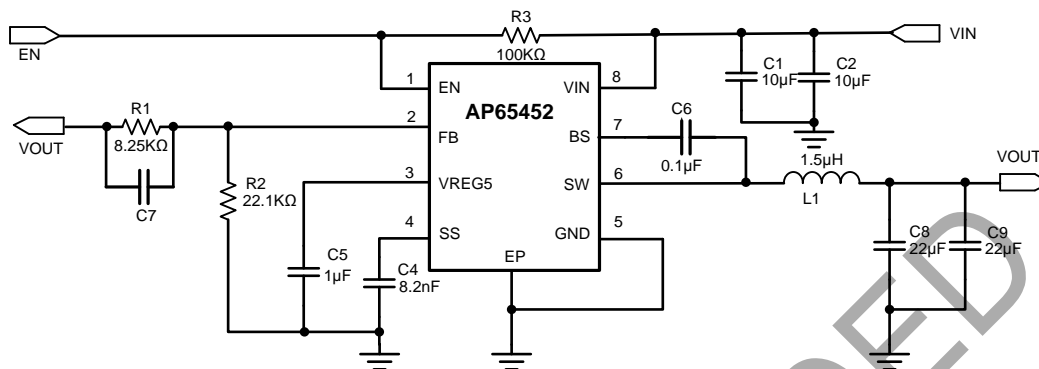 R3
100KΩ
EN
VIN
1
EN
VIN
8
C1
10µF
C2
10µF
AP65452
R1
8.25KΩ
VOUT
2
FB
BS
7
C6
0.1µF
1.5µH
L1
VOUT
C7
R2
22.1KΩ
3
VREG5
SW
6
4
SS
GND
5
C5
1µF
C4
8.2nF
EP
C8
22µF
C9
22µF